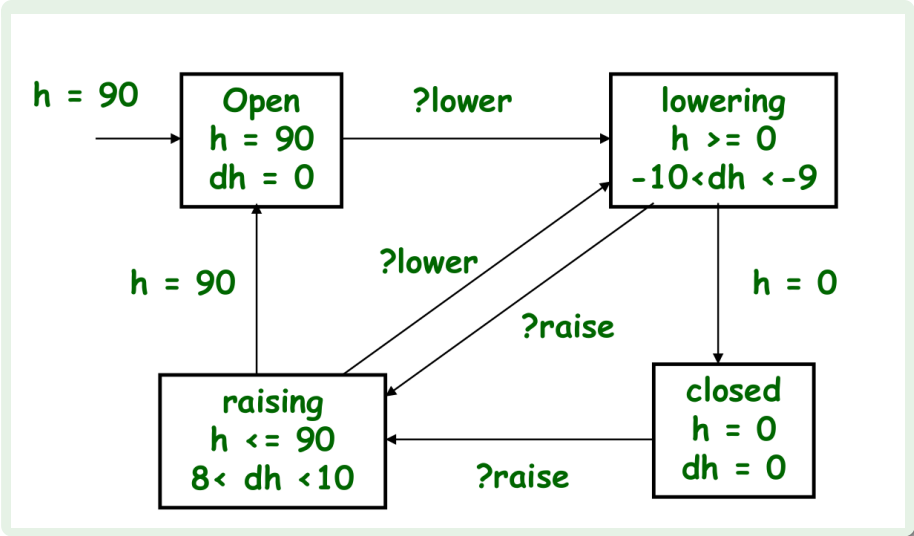 h = 90
Open
h = 90
dh = 0
?lower
lowering
h >= 0
-10<dh <-9
?lower
h = 90
?raise
h = 0
raising
h <= 90
8< dh <10
?raise
closed
h = 0
dh = 0